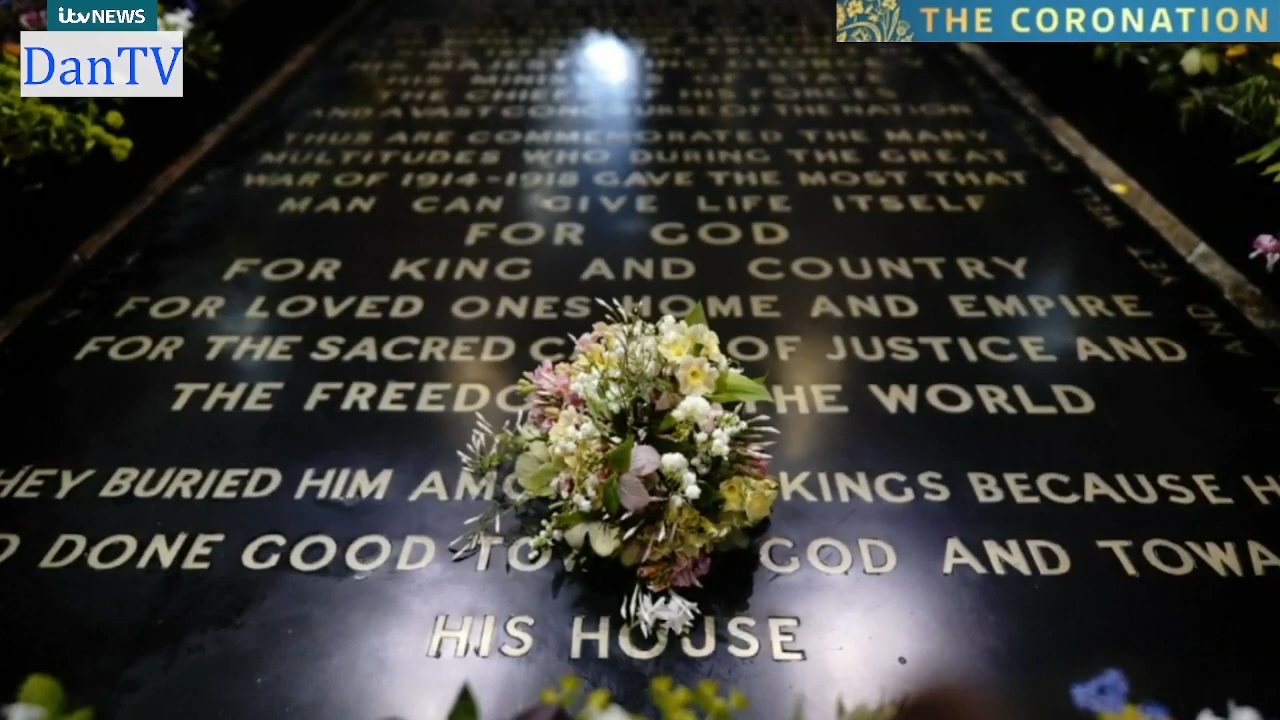 itv NEWS
DanTV
THE CORONATION
HIS MAJESTY KING GEORGE V
HIS MINISTERS OF STATE
THE CHIEFS OF HIS FORCES
AND A VAST CONCOURSE OF THE NATION
THUS ARE COMMEMORATED THE MANY
MULTITUDES WHO DURING THE GREAT
WAR OF 1914-1918 GAVE THE MOST THAT
MAN CAN GIVE LIFE ITSELF
FOR GOD
FOR KING AND COUNTRY
FOR LOVED ONES HOME AND EMPIRE
FOR THE SACRED C OF JUSTICE AND
THE FREEDO HE WORLD
HEY BURIED HIM AMO KINGS BECAUSE H
D DONE GOOD TO GOD AND TOWA
HIS HOUSE